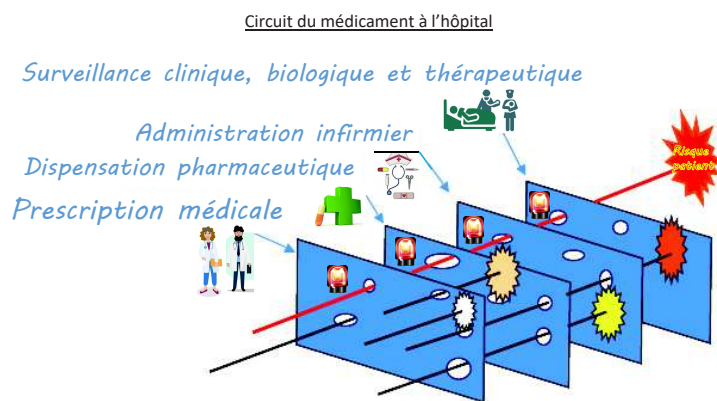 Circuit du médicament à l'hôpital
Surveillance clinique, biologique et thérapeutique
Administration infirmier
Dispensation pharmaceutique
Prescription médicale
Risque
patient